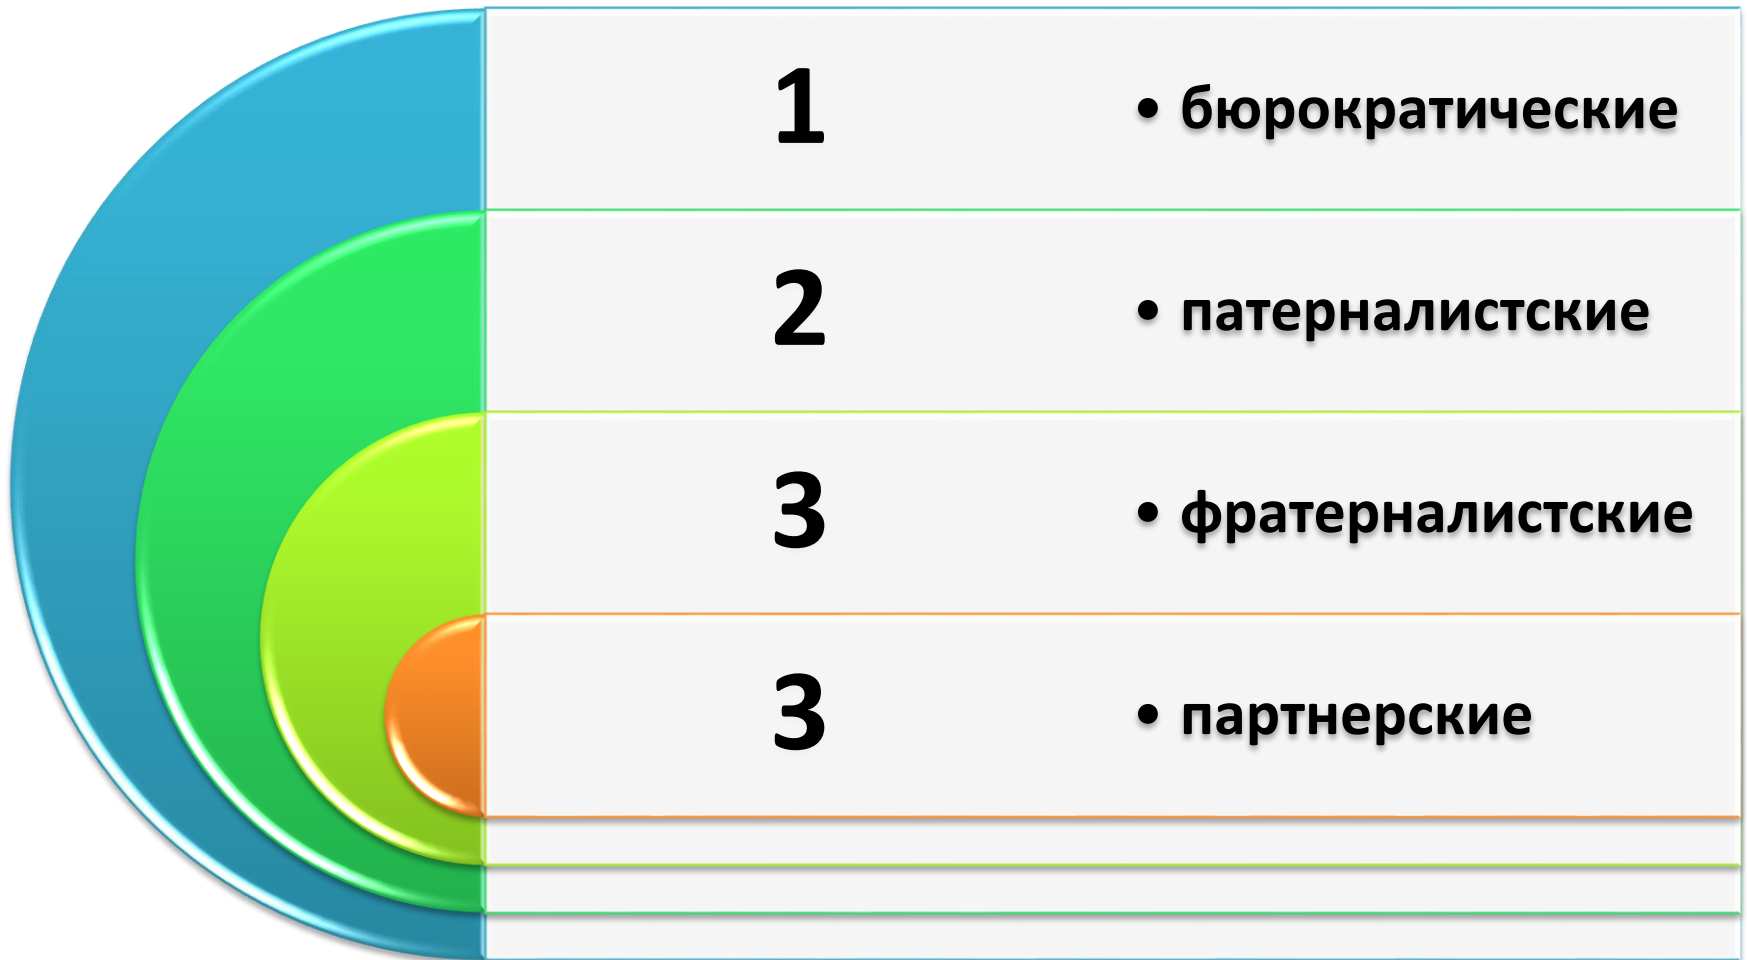 1
• бюрократические
2
• патерналистские
3
• фратерналистские
3
• партнерские